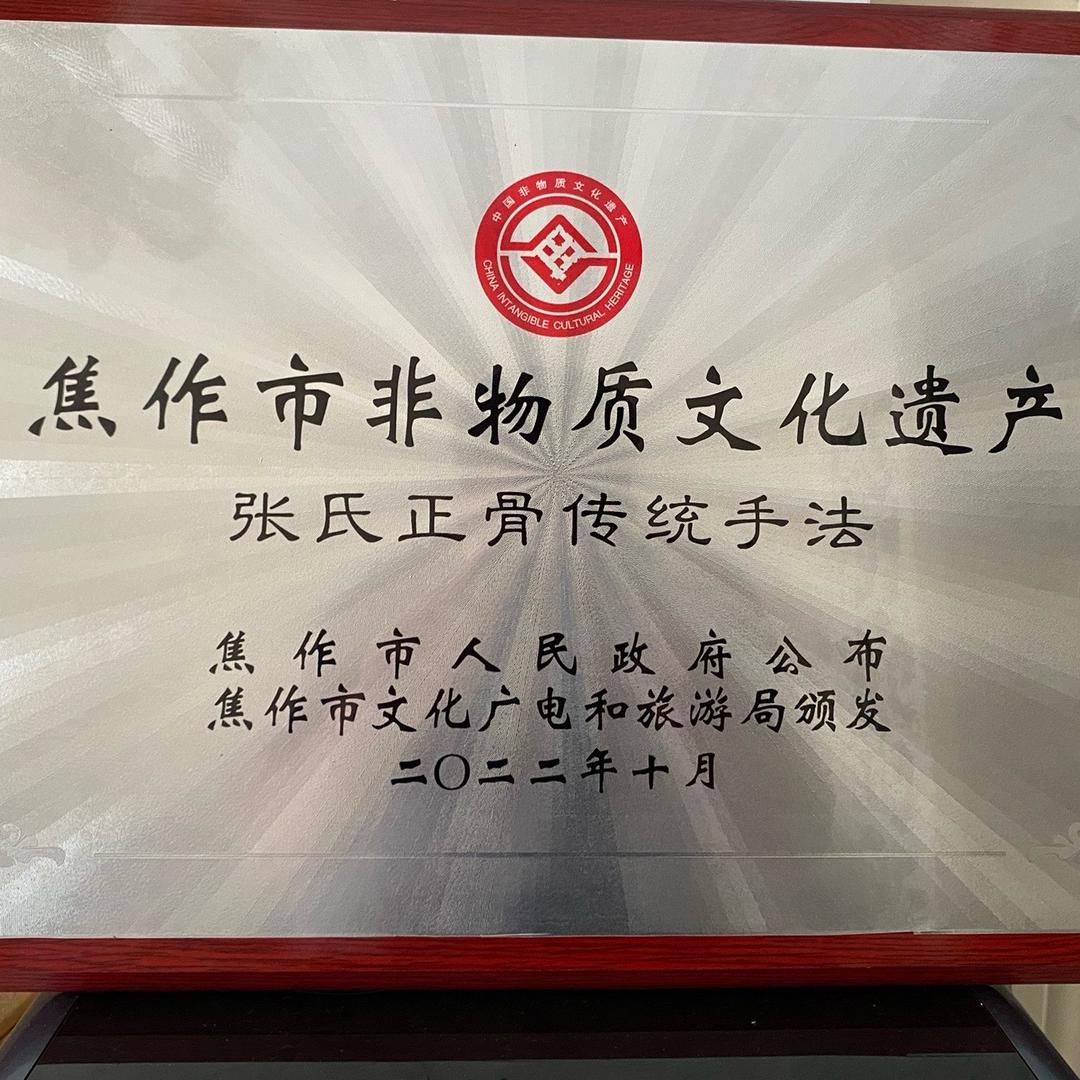 中国非物质文化遗产
CHINA INTANGIBLE CULTURAL HERITAGE
焦作市非物质文化遗产
张氏正骨传统手法
焦作市人民政府公布
焦作市文化广电和旅游局颁发
二〇二二年十月